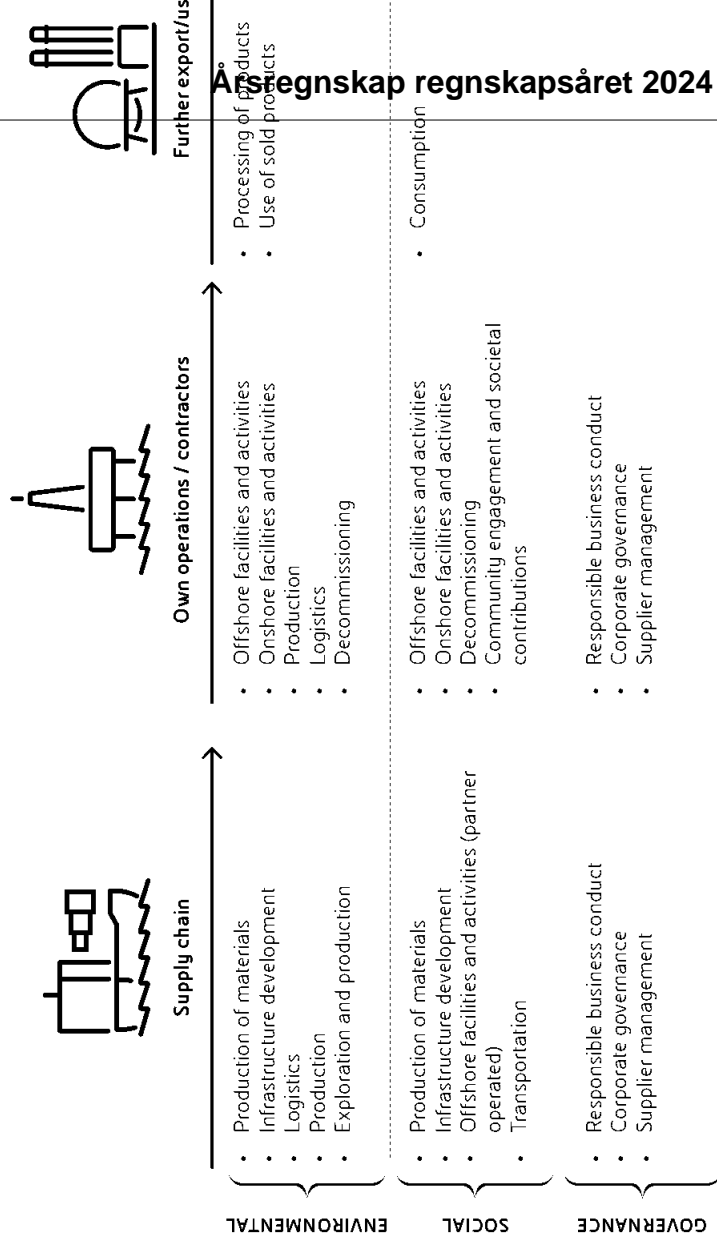 Årsregnskap regnskapsåret 2024
Supply chain
Own operations / contractors
Further export/us
ENVIRONMENTAL
• Production of materials
• Infrastructure development
• Logistics
• Production
• Exploration and production
• Offshore facilities and activities
• Onshore facilities and activities
• Production
• Logistics
• Decommissioning
• Processing of products
• Use of sold products
SOCIAL
• Production of materials
• Infrastructure development
• Offshore facilities and activities (partner
operated)
• Transportation
• Offshore facilities and activities
• Onshore facilities and activities
• Decommissioning
• Community engagement and societal
contributions
• Consumption
GOVERNANCE
• Responsible business conduct
• Corporate governance
• Supplier management
• Responsible business conduct
• Corporate governance
• Supplier management